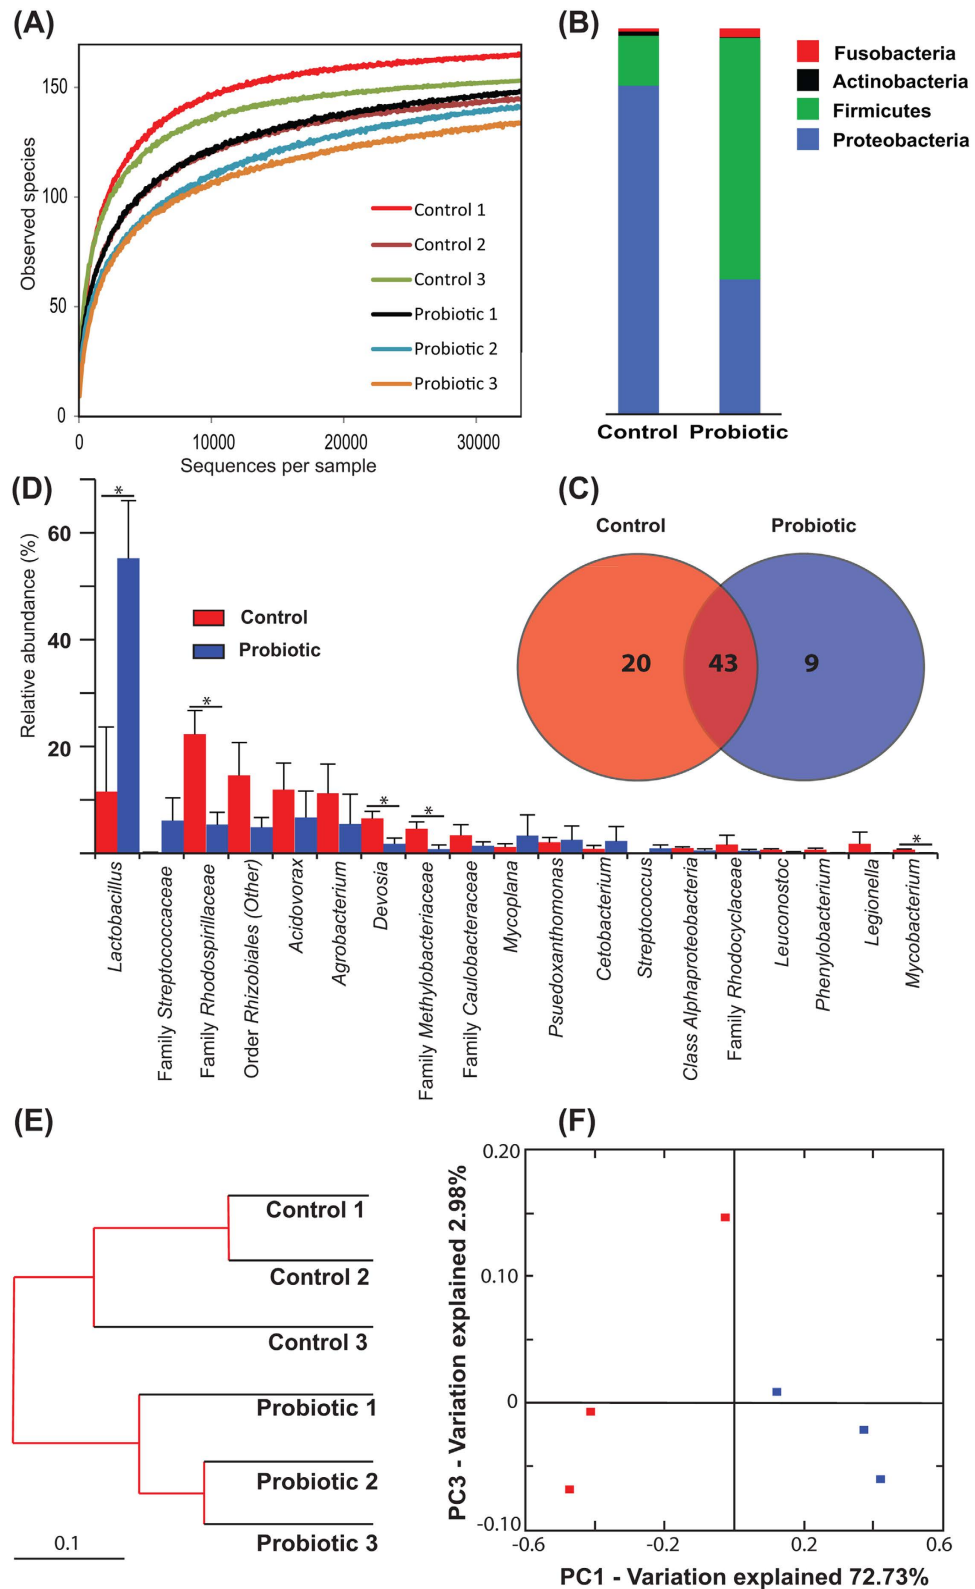 (A)
150
100
50
0
Observed species
Control 1
Control 2
Control 3
Probiotic 1
Probiotic 2
Probiotic 3
0 10000 20000 30000
Sequences per sample
(B)
Fusobacteria
Actinobacteria
Firmicutes
Proteobacteria
Control Probiotic
(D)
60
40
20
Relative abundance (%)
Control
Probiotic
*
*
*
*
*
Lactobacillus
Family Streptococcaceae
Family Rhodospirillaceae
Order Rhizobiales (Other)
Acidovorax
Agrobacterium
Devosia
Family Methylobacteriaceae
Family Caulobacteraceae
Mycoplana
Psuedoxanthomonas
Cetobacterium
Streptococcus
Class Alphaproteobacteria
Family Rhodocyclaceae
Leuconostoc
Phenylobacterium
Legionella
Mycobacterium
(C)
Control Probiotic
20 43 9
(E)
Control 1
Control 2
Control 3
Probiotic 1
Probiotic 2
Probiotic 3
0.1
(F)
0.20
0.10
0
-0.10
PC3 - Variation explained 2.98%
-0.6 -0.2 0.2 0.6
PC1 - Variation explained 72.73%